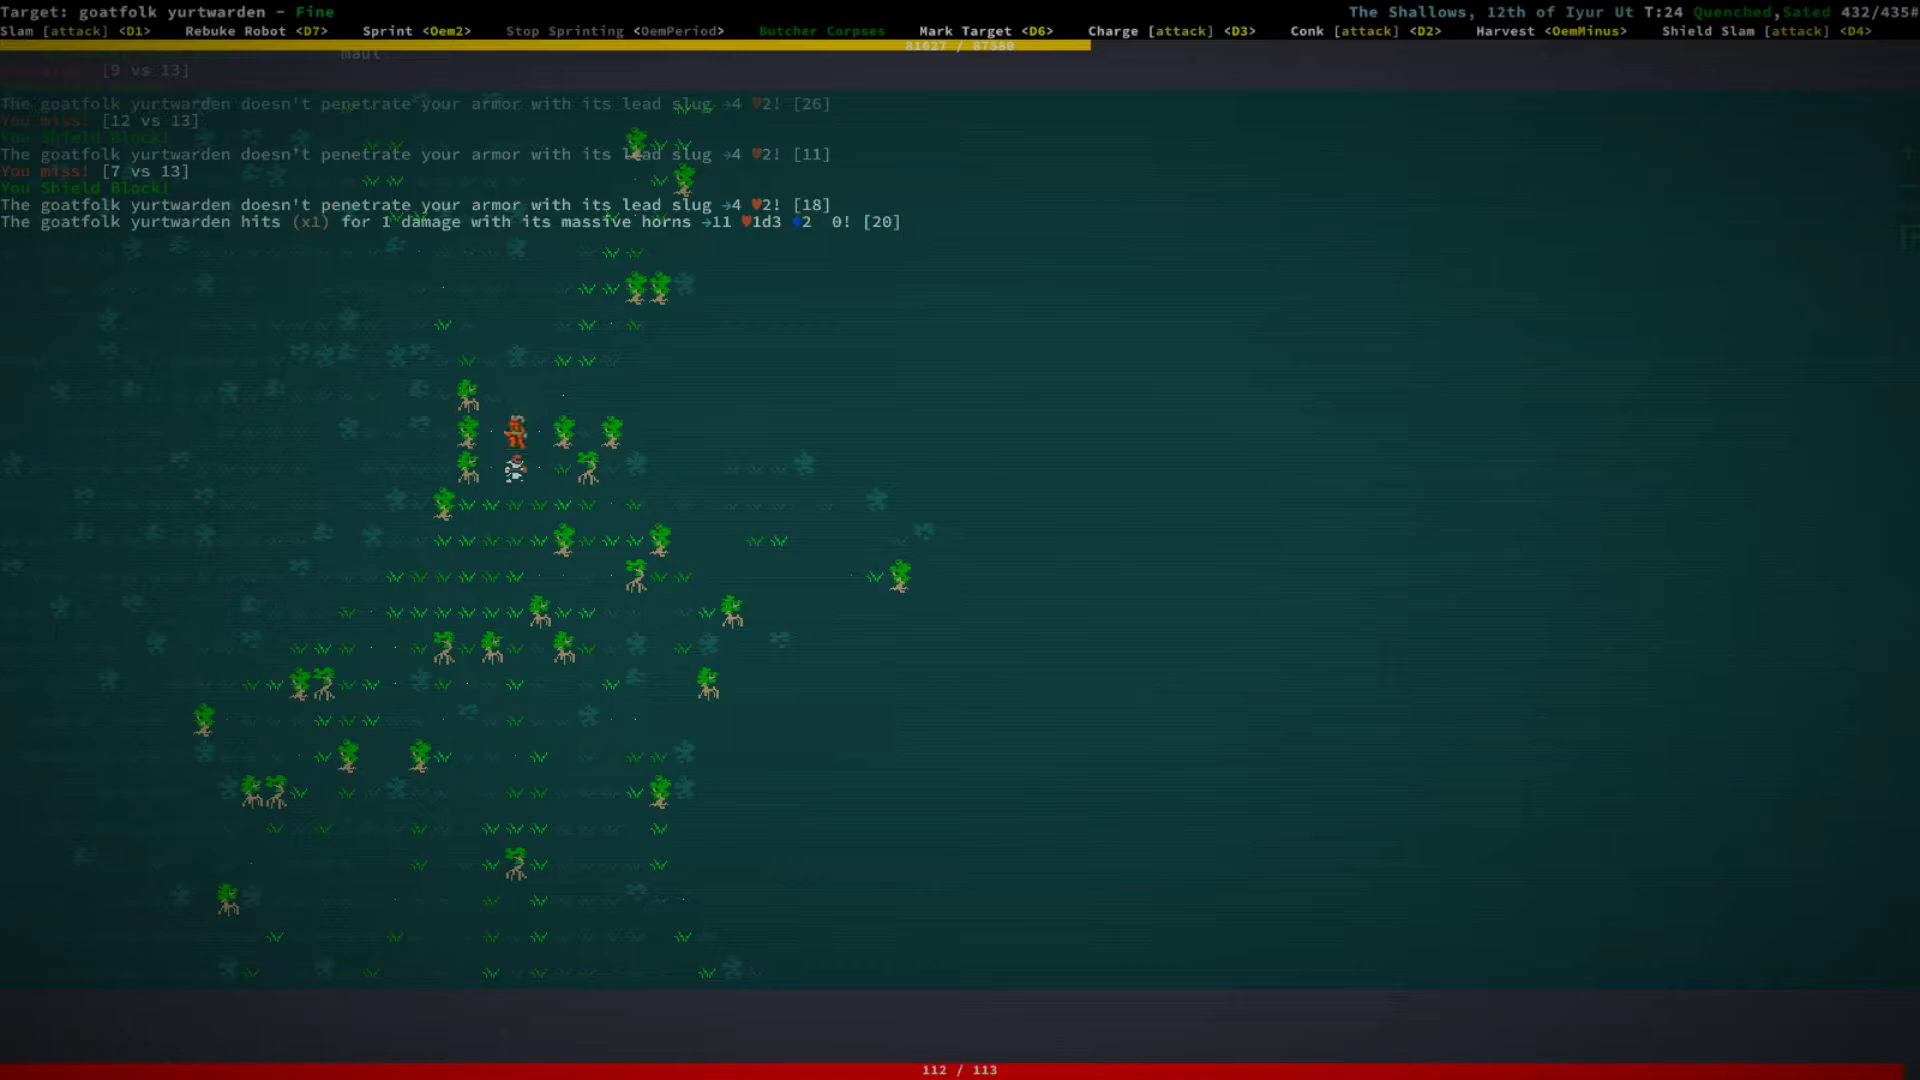 Target: goatfolk yurtwarden - Fine
The Shallows, 12th of Iyur Ut T:24 Quenched,Sated 432/435#
Slam [attack] <D1> Rebuke Robot <D7> Sprint <Oem2> Stop Sprinting <OemPeriod> Butcher Corpses Mark Target <D6> Charge [attack] <D3> Conk [attack] <D2> Harvest <OemMinus> Shield Slam [attack] <D4>
81627 / 87580
maul
[9 vs 13]
The goatfolk yurtwarden doesn't penetrate your armor with its lead slug →4 ♥2! [26]
You miss! [12 vs 13]
You Shield Block!
The goatfolk yurtwarden doesn't penetrate your armor with its lead slug →4 ♥2! [11]
You miss! [7 vs 13]
You Shield Block!
The goatfolk yurtwarden doesn't penetrate your armor with its lead slug →4 ♥2! [18]
The goatfolk yurtwarden hits (x1) for 1 damage with its massive horns →11 ♥1d3 ♦2 0! [20]
112 / 113